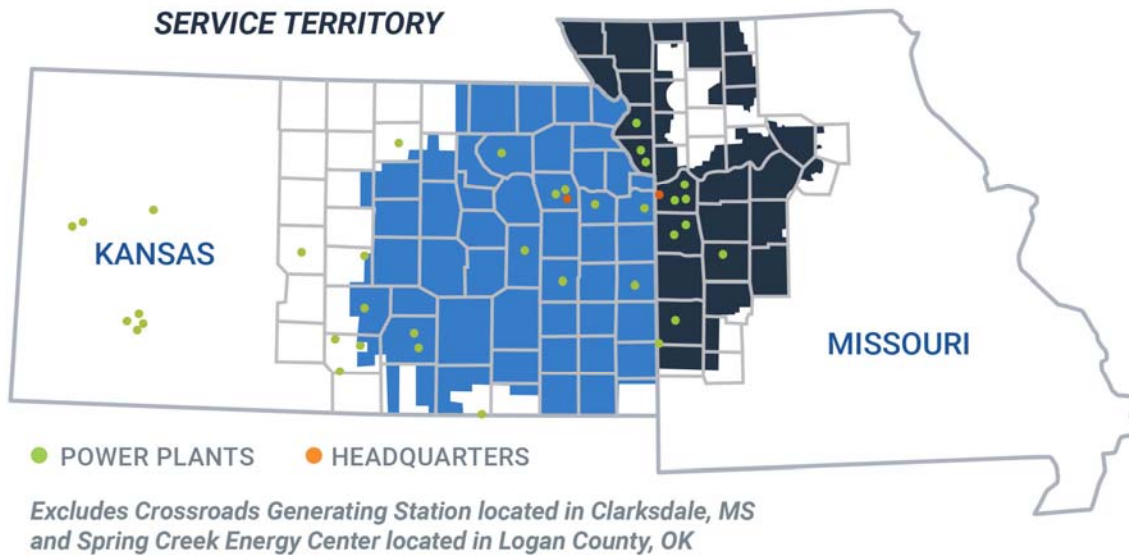 SERVICE TERRITORY
KANSAS
MISSOURI
POWER PLANTS
HEADQUARTERS
Excludes Crossroads Generating Station located in Clarksdale, MS
and Spring Creek Energy Center located in Logan County, OK